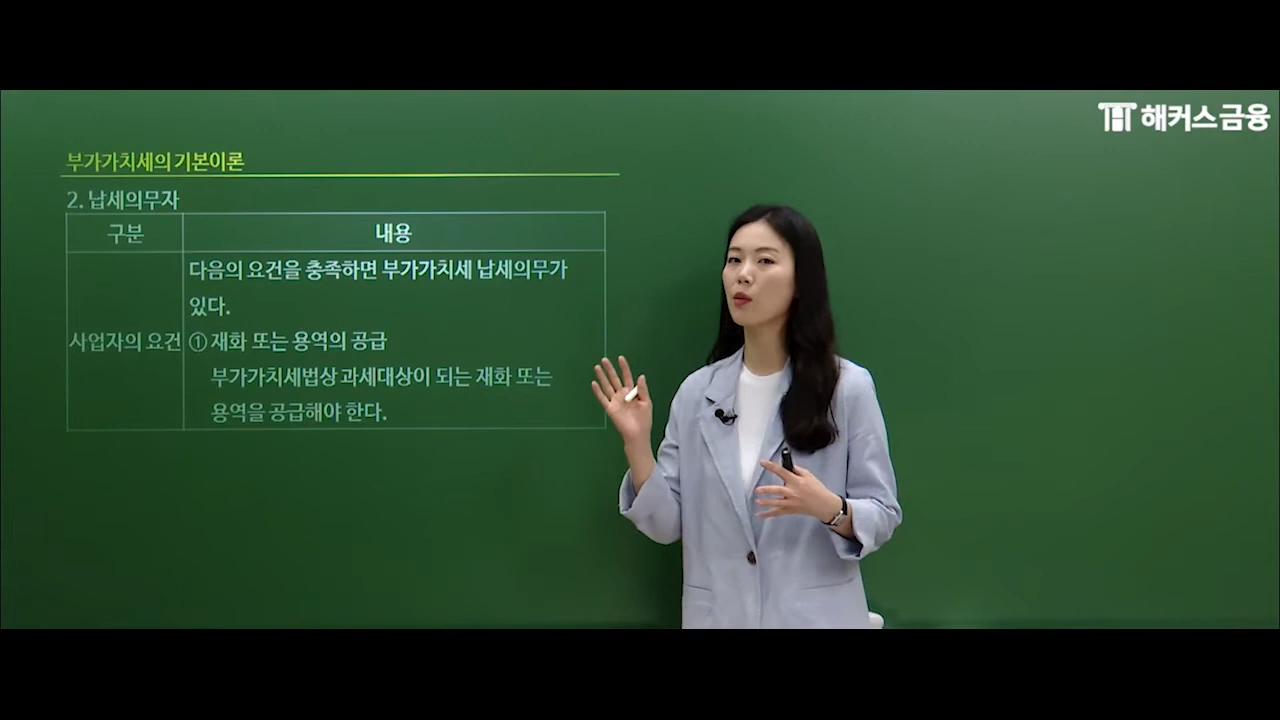 해커스금융
부가가치세의 기본이론
2. 납세의무자
구분
내용
다음의 요건을 충족하면 부가가치세 납세의무가
있다.
사업자의 요건
① 재화 또는 용역의 공급
부가가치세법상 과세대상이 되는 재화 또는
용역을 공급해야 한다.